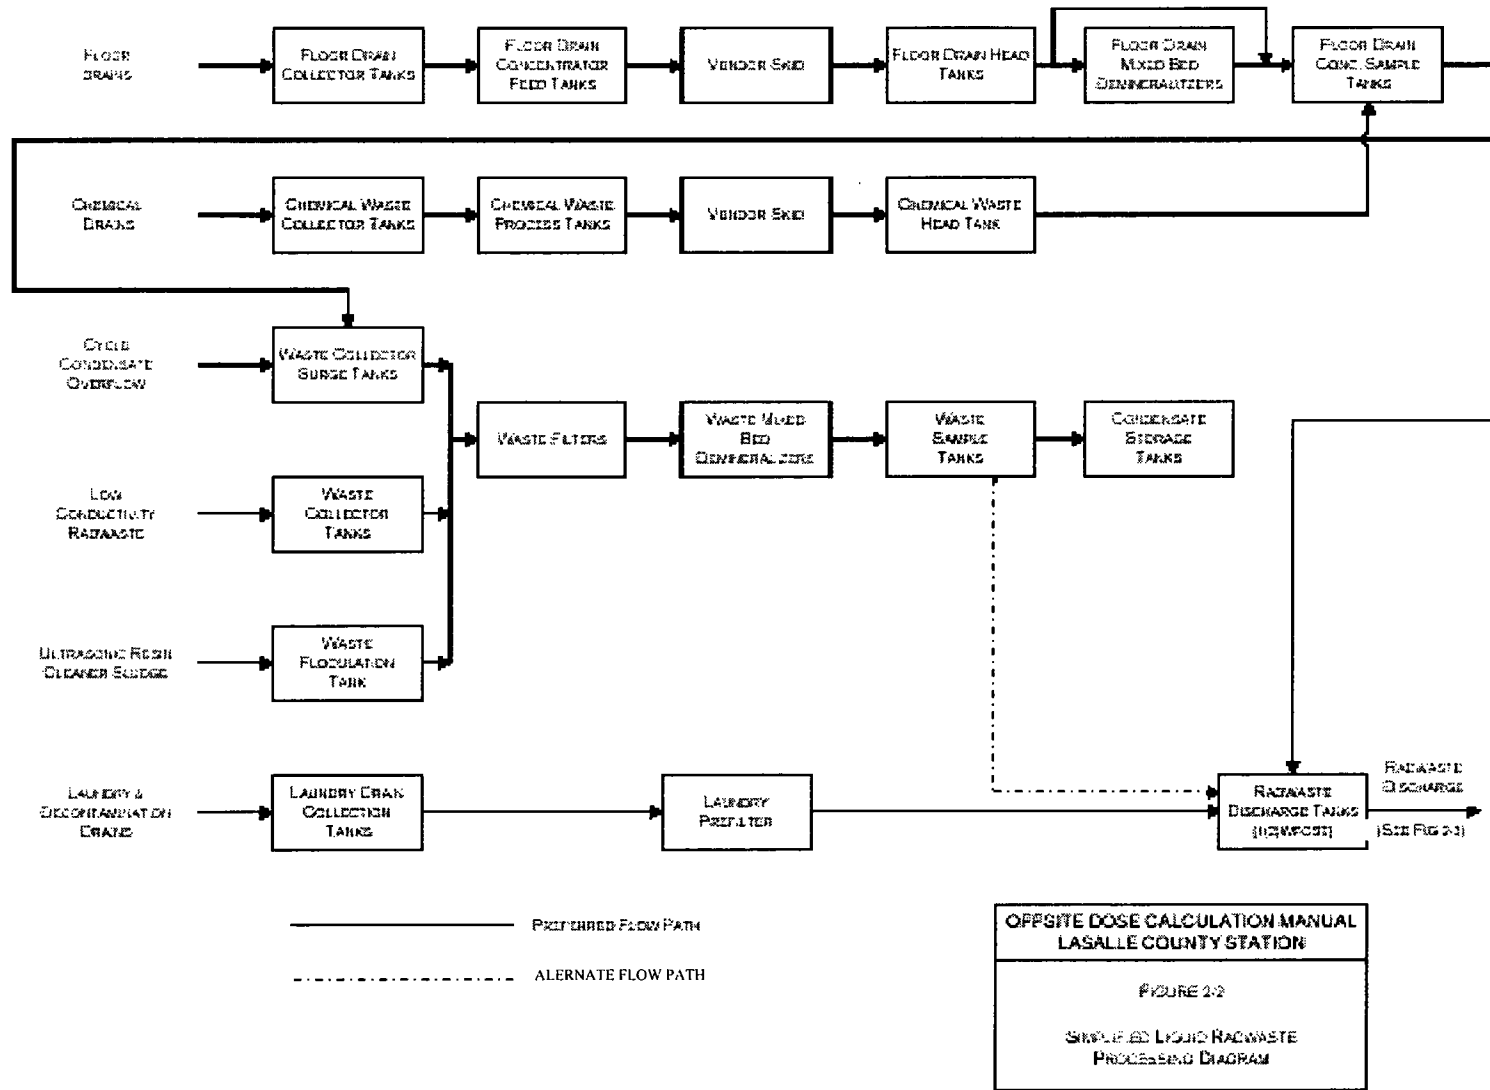 FLOOR
DRAINS
FLOOR DRAIN
COLLECTOR TANKS
FLOOR DRAIN
CONCENTRATOR
FEED TANKS
VENDOR SKID
FLOOR DRAIN HEAD
TANKS
FLOOR DRAIN
MIXED BED
DEMINERALIZERS
FLOOR DRAIN
CONC. SAMPLE
TANKS
CHEMICAL
DRAINS
CHEMICAL WASTE
COLLECTOR TANKS
CHEMICAL WASTE
PROCESS TANKS
VENDOR SKID
CHEMICAL WASTE
HEAD TANK
CYCLE
CONDENSATE
OVERFLOW
WASTE COLLECTOR
SURGE TANKS
WASTE FILTERS
WASTE MIXED
BED
DEMINERALIZERS
WASTE
SAMPLE
TANKS
CONDENSATE
STORAGE
TANKS
LOW
CONDUCTIVITY
RADWASTE
WASTE
COLLECTOR
TANKS
ULTRASONIC RESIN
CLEANER SLUDGE
WASTE
FLOCULATION
TANK
LAUNDRY &
DECONTAMINATION
DRAINS
LAUNDRY DRAIN
COLLECTION
TANKS
LAUNDRY
PREFILTER
RADWASTE
DISCHARGE TANKS
RADWASTE
DISCHARGE
(SEE FIG 2-3)
PREFERRED FLOW PATH
ALERNATE FLOW PATH
OFFSITE DOSE CALCULATION MANUAL
LASALLE COUNTY STATION
FIGURE 2-2
SIMPLIFIED LIQUID RADWASTE
PROCESSING DIAGRAM